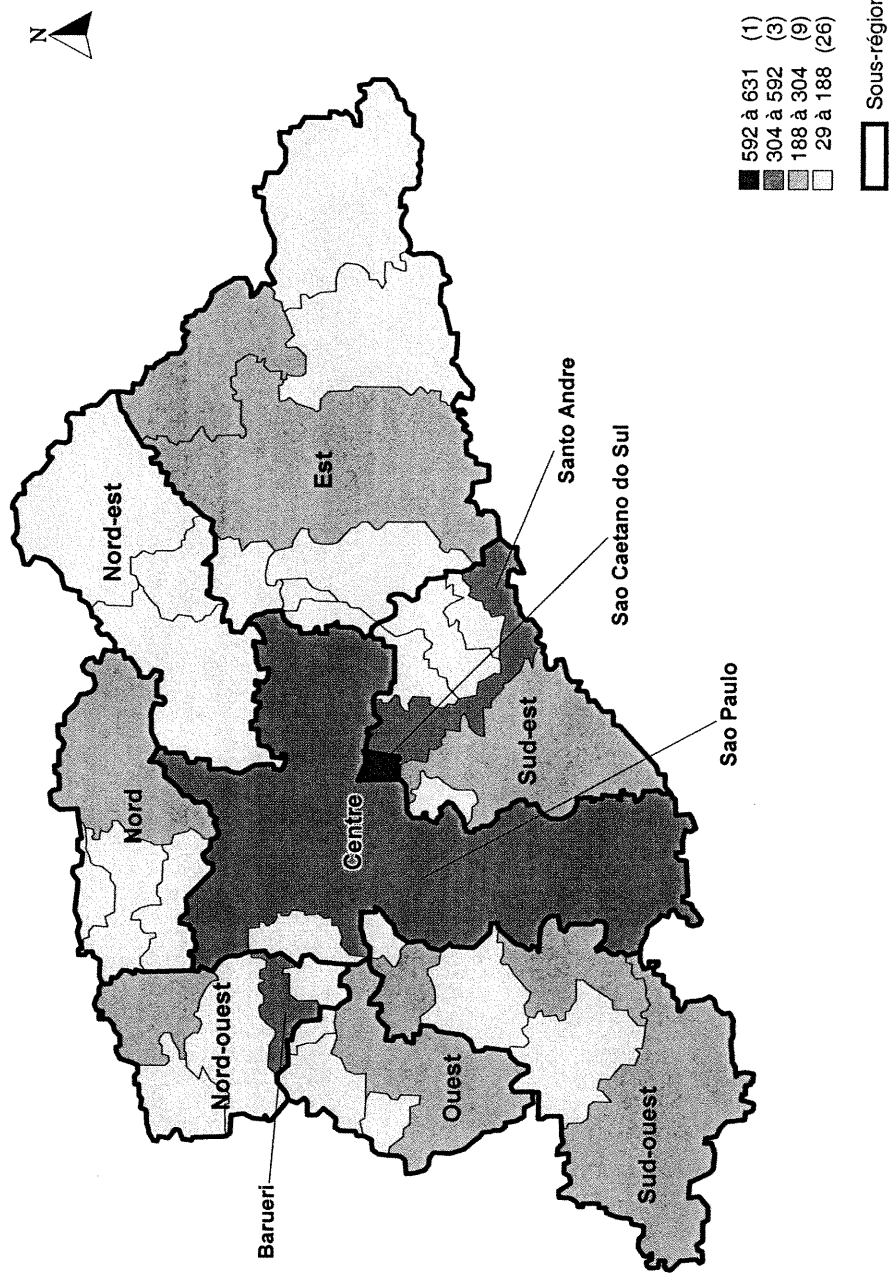 N
Nord-est
Nord
Est
Nord-ouest
Centre
Santo Andre
Sao Caetano do Sul
Sud-est
Sao Paulo
Barueri
Ouest
Sud-ouest
592 à 631 (1)
304 à 592 (3)
188 à 304 (9)
29 à 188 (26)
Sous-région